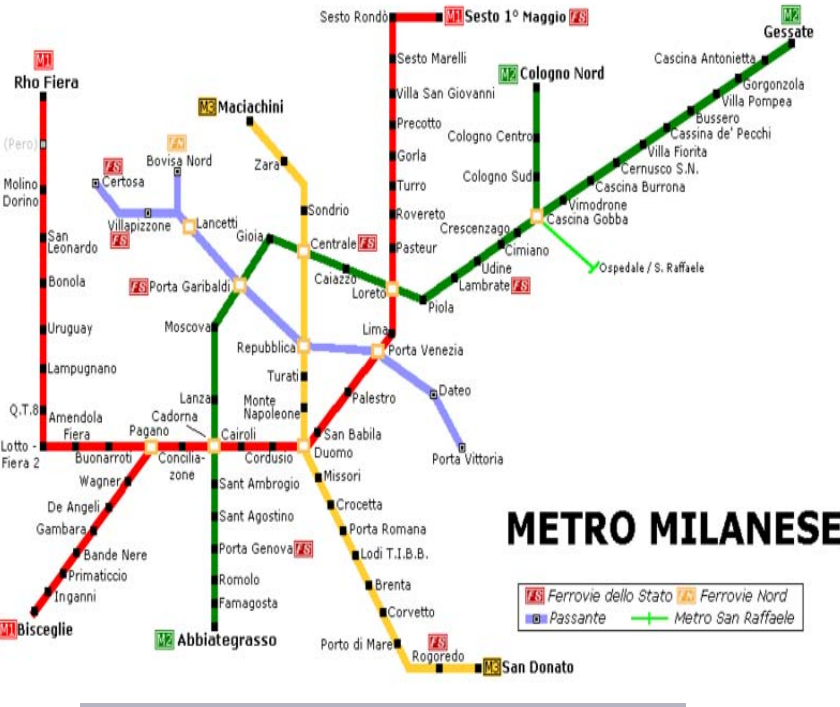 Sesto Rondò
M1 Sesto 1° Maggio FS
M2
Gessate
M1
Rho Fiera
Sesto Marelli
Cascina Antonietta
M2 Cologno Nord
Gorgonzola
Villa San Giovanni
Villa Pompea
M3 Maciachini
Bussero
Precotto
Cologno Centro
Cassina de' Pecchi
(Pero)
FN
Bovisa Nord
Villa Fiorita
Zara
Gorla
Cernusco S.N.
FS
Certosa
Cologno Sud
Molino
Dorino
Turro
Cascina Burrona
Vimodrone
Sondrio
Rovereto
Cascina Gobba
Villapizzone
FS
Lancetti
Crescenzago
San
Leonardo
Gioia
Centrale FS
Pasteur
Cimiano
Udine
Ospedale / S. Raffaele
Caiazzo
Bonola
FS Porta Garibaldi
Lambrate FS
Loreto
Piola
Uruguay
Moscova
Lima
Repubblica
Porta Venezia
Lampugnano
Turati
Dateo
Lanza
Monte
Napoleone
Palestro
Q.T.8
Amendola
Fiera
Cadorna
Pagano
Cairoli
San Babila
Lotto -
Fiera 2
Buonarroti
Concilia-
zone
Cordusio
Duomo
Porta Vittoria
Wagner
Sant Ambrogio
Missori
De Angeli
Crocetta
Gambara
Sant Agostino
Porta Romana
METRO MILANESE
Bande Nere
Porta Genova FS
Lodi T.I.B.B.
Primaticcio
Romolo
Brenta
Inganni
Famagosta
Corvetto
FS Ferrovie dello Stato FN Ferrovie Nord
Passante Metro San Raffaele
M1 Bisceglie
M2 Abbiategrasso
Porto di Mare
FS
Rogoredo
M3 San Donato